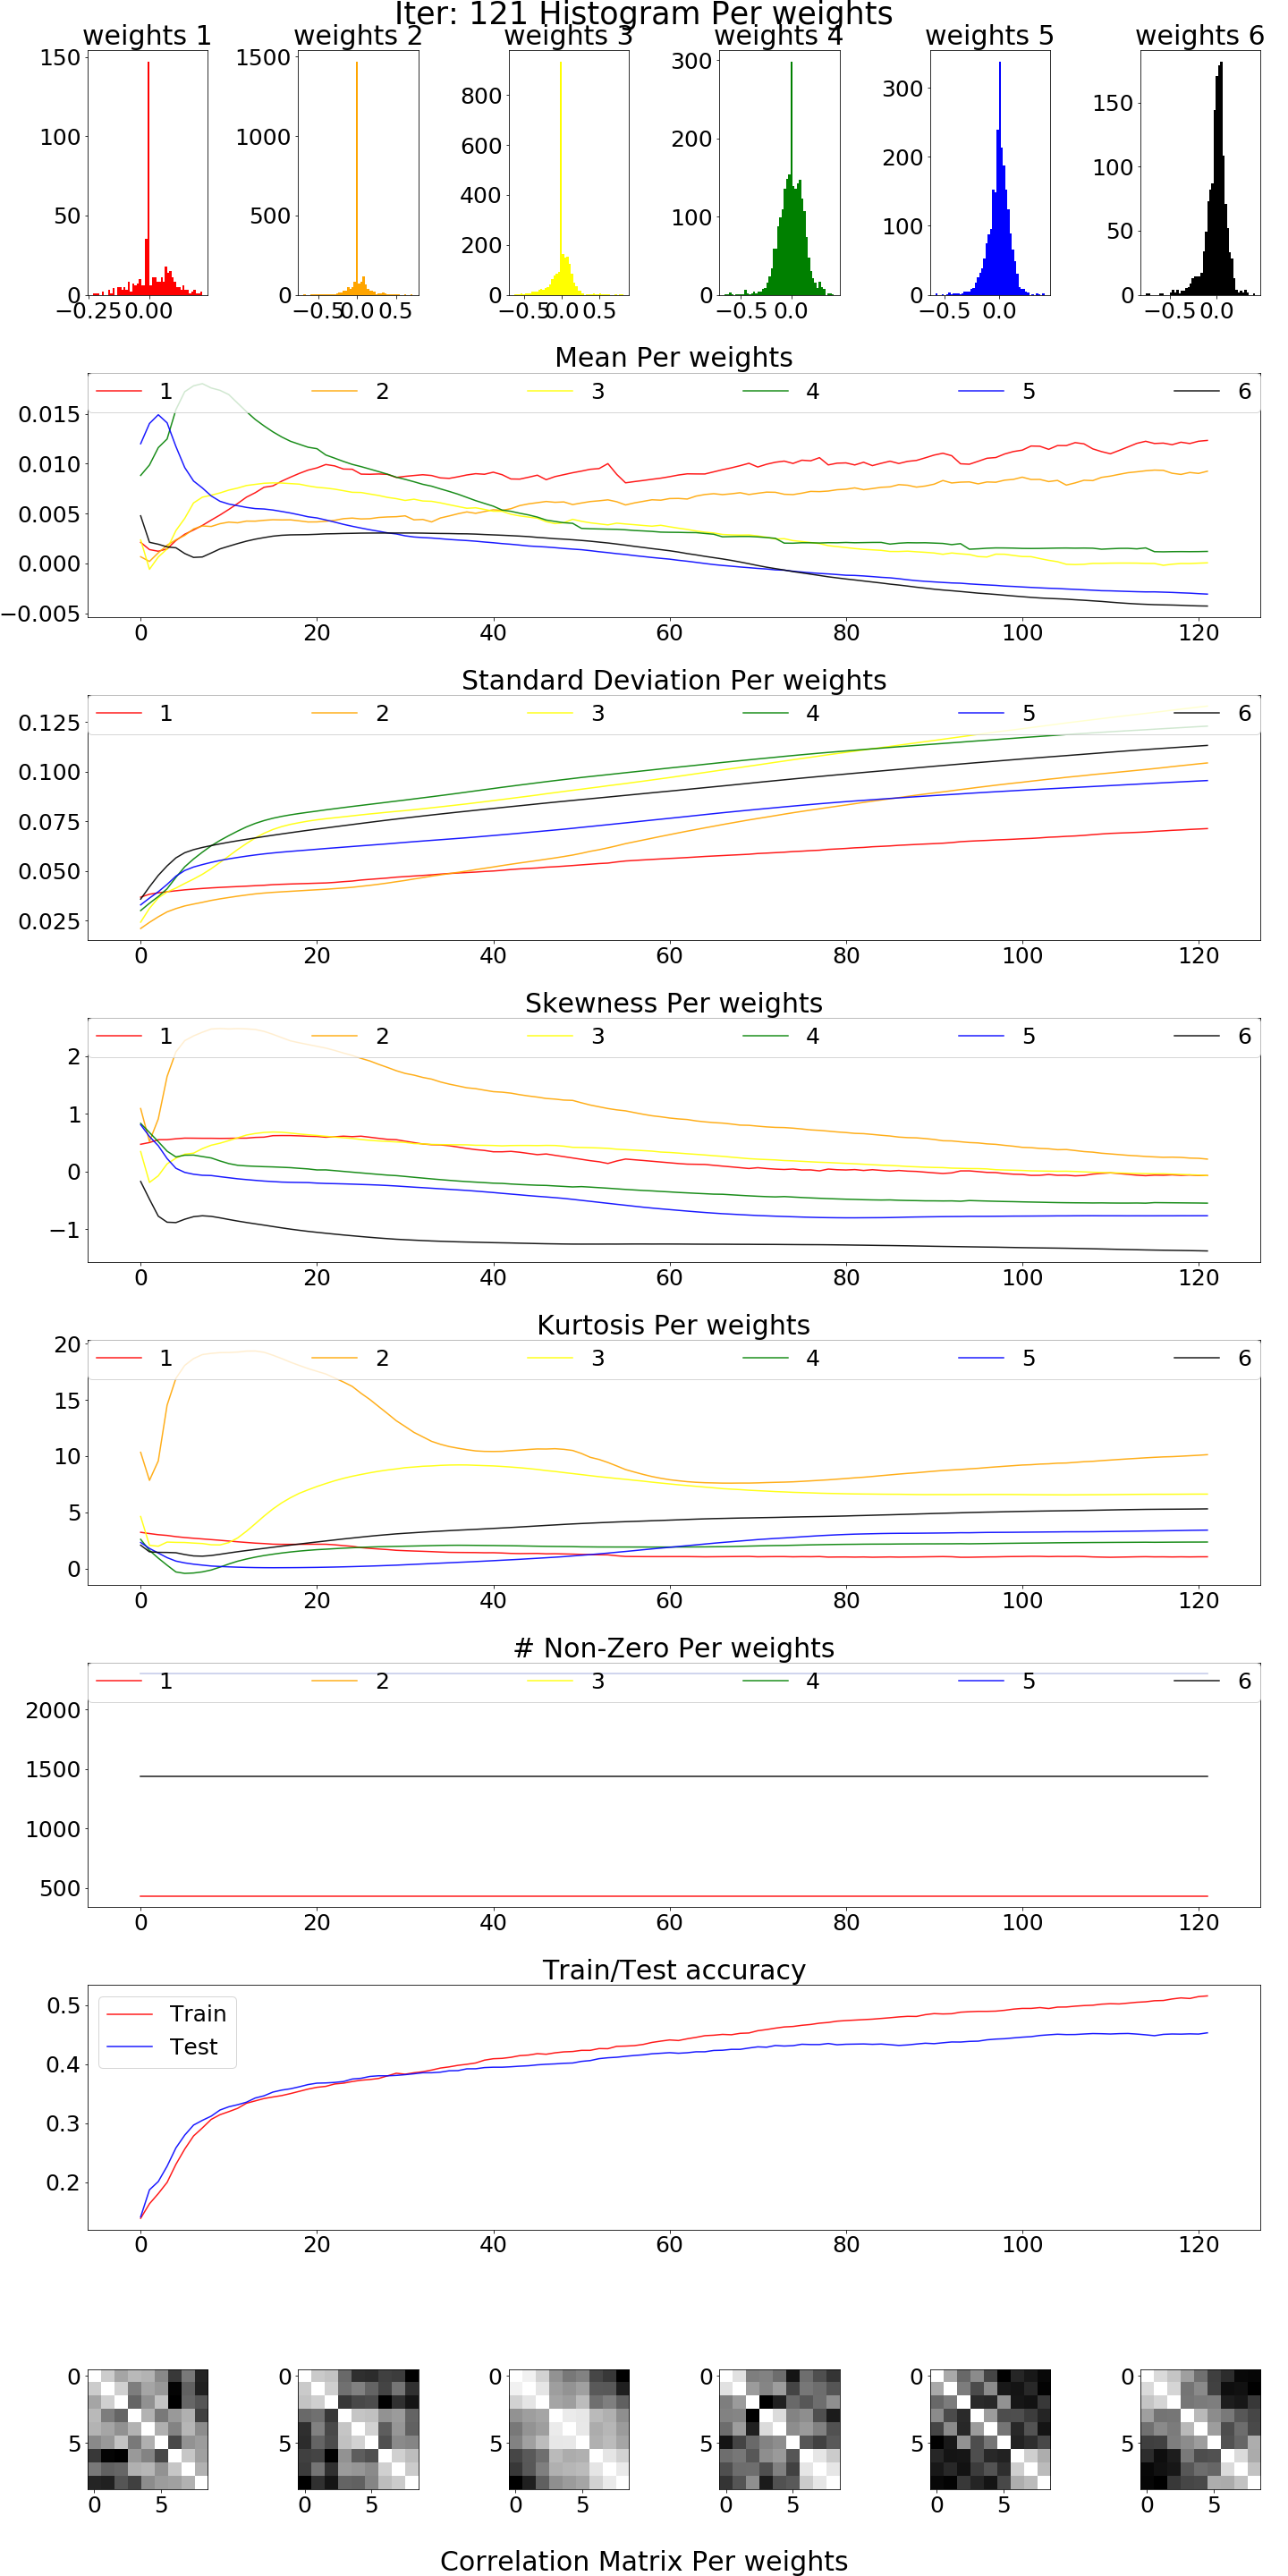 Iter: 121 Histogram Per weights
weights 1 weights 2 weights 3 weights 4 weights 5 weights 6
150 1500 800 300 300 150
100 1000 600 200 200 100
50 500 400 100 100 50
0 0 200 0 0 0
0
−0.25 0.00 −0.5 0.0 0.5 −0.5 0.0 0.5 −0.5 0.0 −0.5 0.0 −0.5 0.0
Mean Per weights
1 2 3 4 5 6
0.015
0.010
0.005
0.000
−0.005
0 20 40 60 80 100 120
Standard Deviation Per weights
1 2 3 4 5 6
0.125
0.100
0.075
0.050
0.025
0 20 40 60 80 100 120
Skewness Per weights
1 2 3 4 5 6
2
1
0
−1
0 20 40 60 80 100 120
Kurtosis Per weights
20
1 2 3 4 5 6
15
10
5
0
0 20 40 60 80 100 120
# Non-Zero Per weights
1 2 3 4 5 6
2000
1500
1000
500
0 20 40 60 80 100 120
Train/Test accuracy
0.5
Train
Test
0.4
0.3
0.2
0 20 40 60 80 100 120
0 0 0 0 0 0
5 5 5 5 5 5
0 5 0 5 0 5 0 5 0 5 0 5
Correlation Matrix Per weights